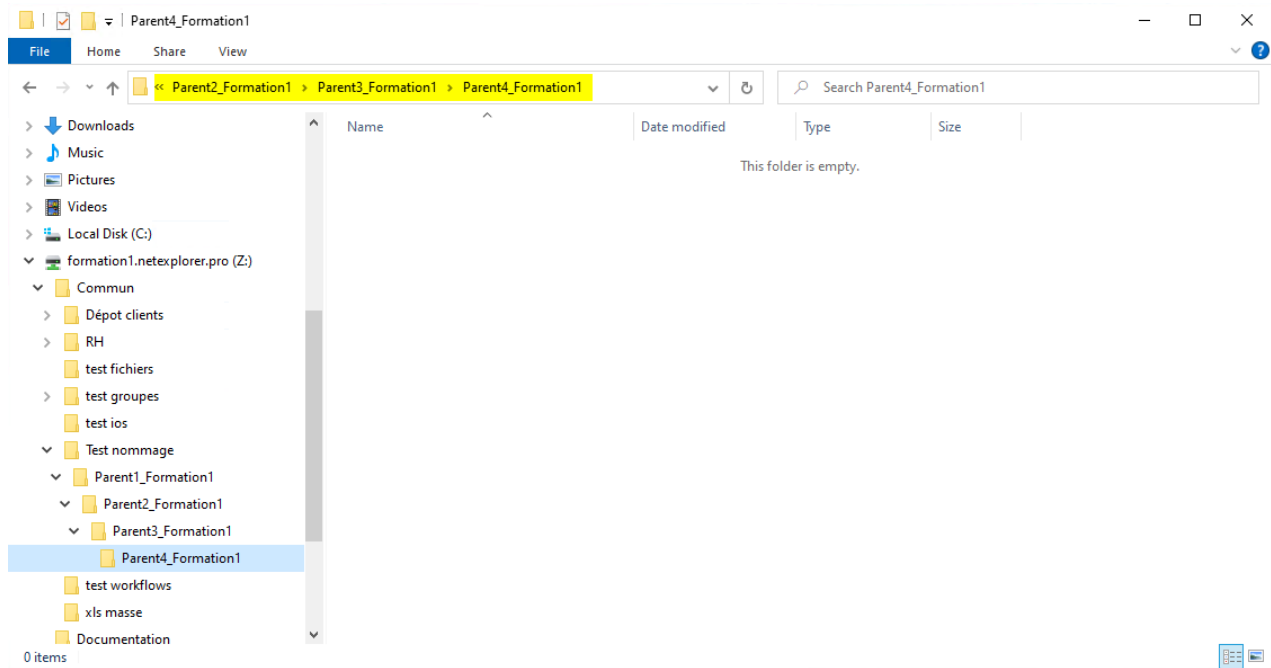 Parent4_Formation1
File Home Share View
« Parent2_Formation1 > Parent3_Formation1 > Parent4_Formation1 Search Parent4_Formation1
Name Date modified Type Size
This folder is empty.
Downloads
Music
Pictures
Videos
Local Disk (C:)
formation1.netexplorer.pro (Z:)
Commun
Dépot clients
RH
test fichiers
test groupes
test ios
Test nommage
Parent1_Formation1
Parent2_Formation1
Parent3_Formation1
Parent4_Formation1
test workflows
xls masse
Documentation
0 items